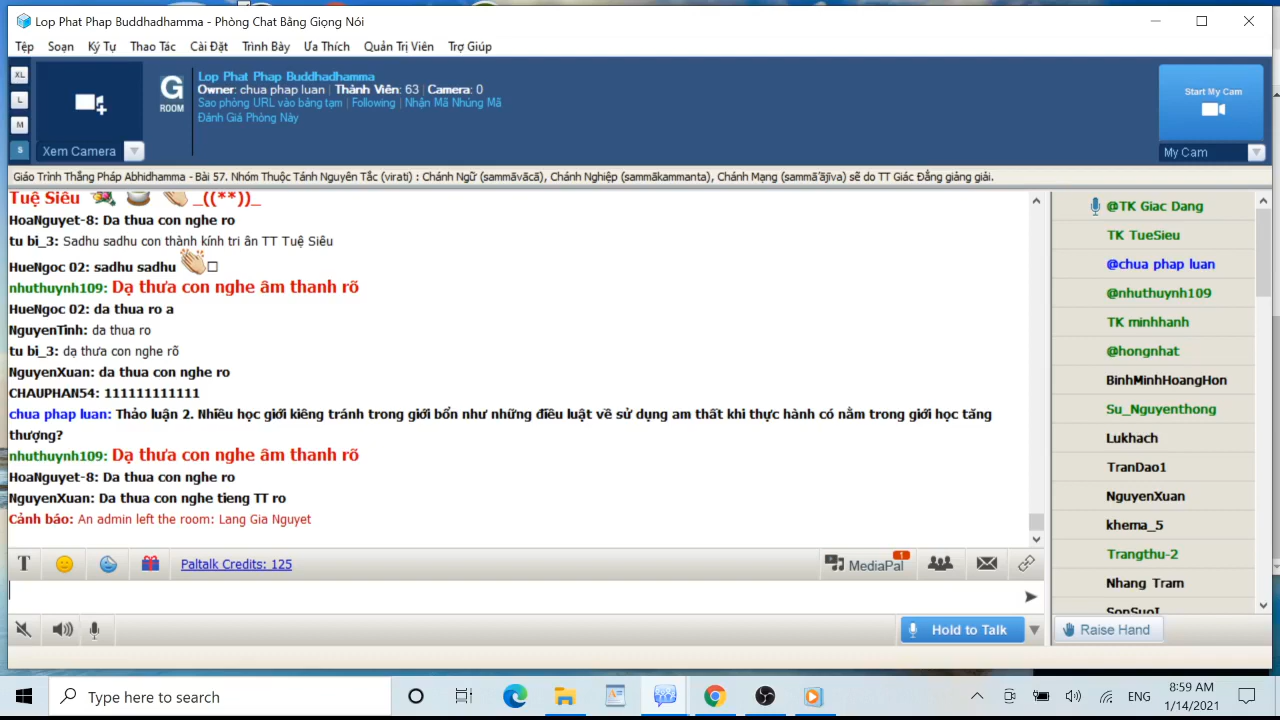 Lop Phat Phap Buddhadhamma - Phòng Chat Bằng Giọng Nói
Tệp Soạn Ký Tự Thao Tác Cài Đặt Trình Bày Ưa Thích Quản Trị Viên Trợ Giúp
XL
L
M
S
Xem Camera
G
ROOM
Lop Phat Phap Buddhadhamma
Owner: chua phap luan | Thành Viên: 63 | Camera: 0
Sao phỏng URL vào bảng tạm | Following | Nhận Mã Nhúng Mã
Đánh Giá Phòng Này
Start My Cam
My Cam
Giáo Trình Thắng Pháp Abhidhamma - Bài 57. Nhóm Thuộc Tánh Nguyên Tắc (virati) : Chánh Ngữ (sammāvācā), Chánh Nghiệp (sammākammanta), Chánh Mạng (sammā’ājīva) sẽ do TT Giác Đẳng giảng giải.
Tuệ Siêu _((**))_
HoaNguyet-8: Da thua con nghe ro
tu bi_3: Sadhu sadhu con thành kính tri ân TT Tuệ Siêu
HueNgoc 02: sadhu sadhu
nhuthuynh109: Dạ thưa con nghe âm thanh rõ
HueNgoc 02: da thua ro a
NguyenTinh: da thua ro
tu bi_3: dạ thưa con nghe rõ
NguyenXuan: da thua con nghe ro
CHAUPHAN54: 111111111111
chua phap luan: Thảo luận 2. Nhiều học giới kiêng tránh trong giới bổn như những điều luật về sử dụng am thất khi thực hành có nằm trong giới học tăng
thượng?
nhuthuynh109: Dạ thưa con nghe âm thanh rõ
HoaNguyet-8: Da thua con nghe ro
NguyenXuan: Da thua con nghe tieng TT ro
Cảnh báo: An admin left the room: Lang Gia Nguyet
@TK Giac Dang
TK TueSieu
@chua phap luan
@nhuthuynh109
TK minhhanh
@hongnhat
BinhMinhHoangHon
Su_Nguyenthong
Lukhach
TranDao1
NguyenXuan
khema_5
Trangthu-2
Nhang Tram
SonSuoI
T Paltalk Credits: 125 MediaPal 1
Hold to Talk Raise Hand
Type here to search
ENG
8:59 AM
1/14/2021